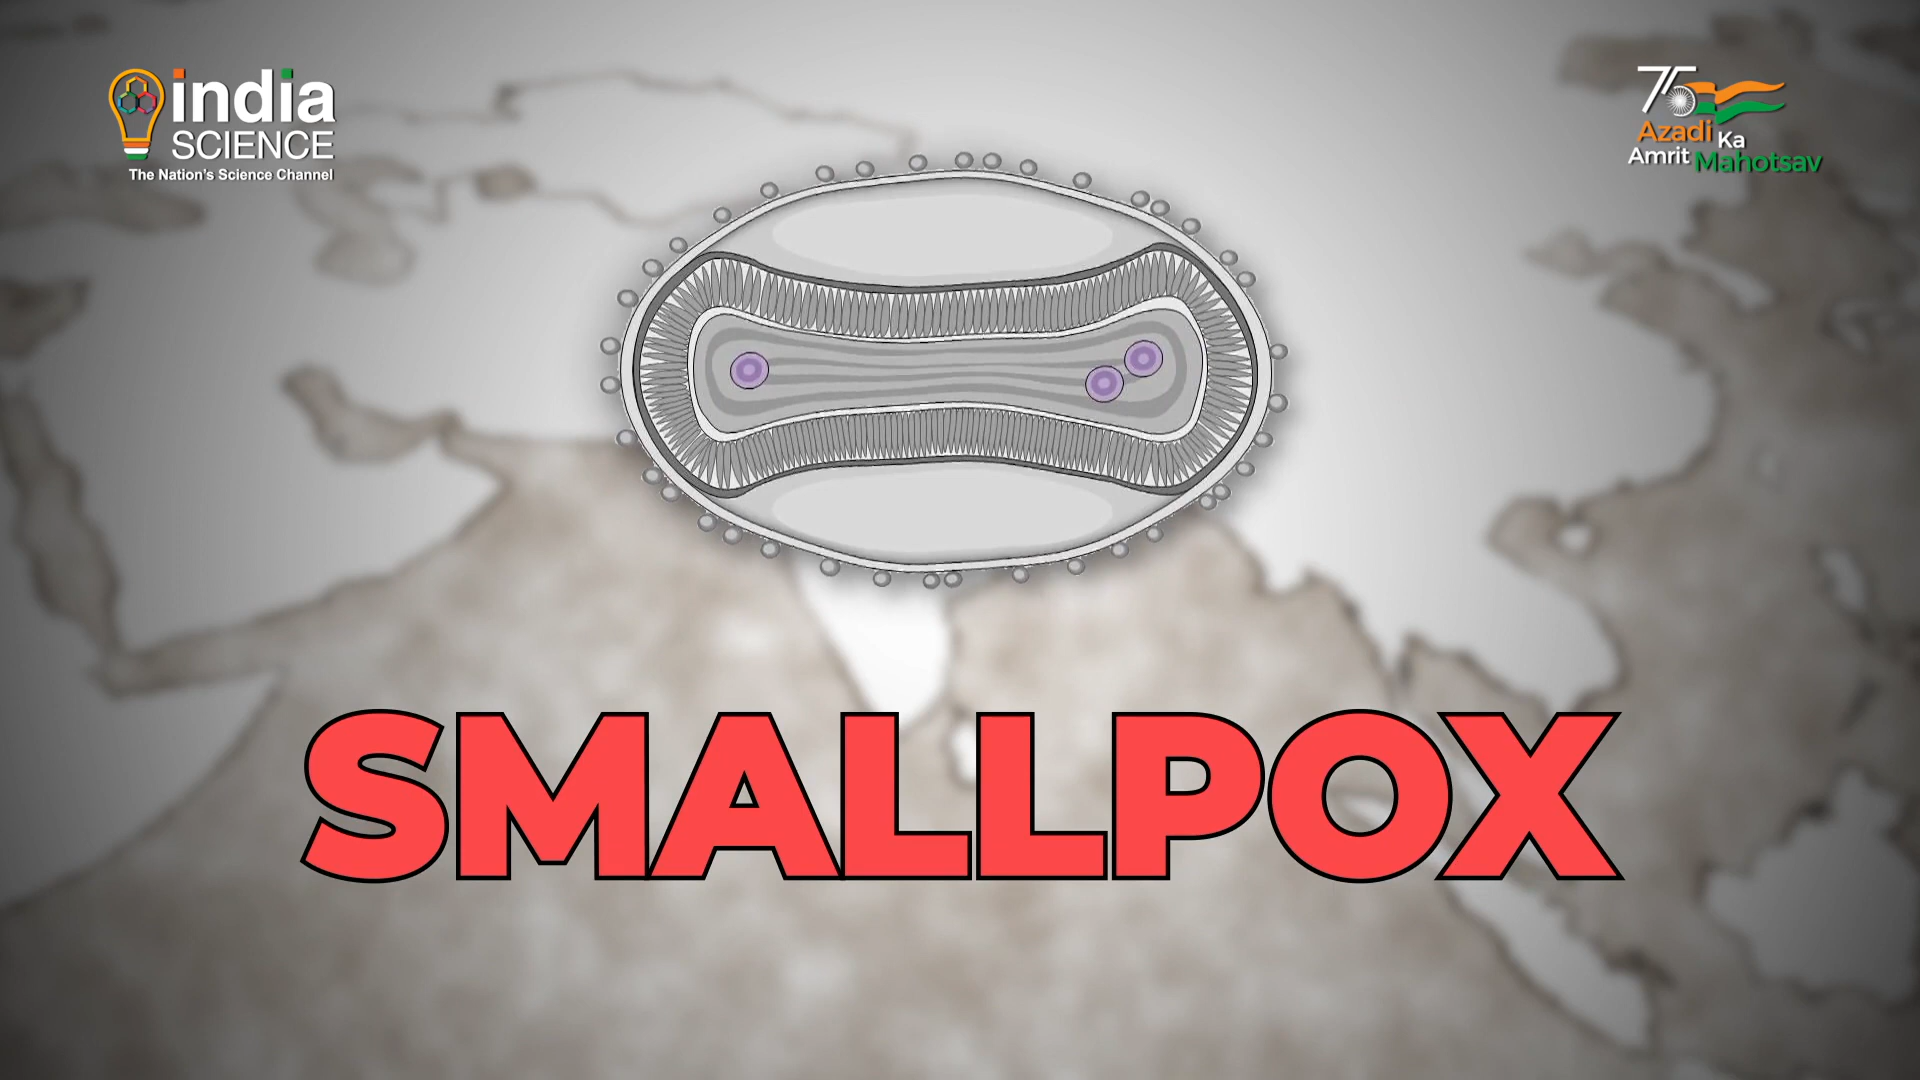 india
SCIENCE
The Nation's Science Channel
75
Azadi Ka
Amrit Mahotsav
SMALLPOX